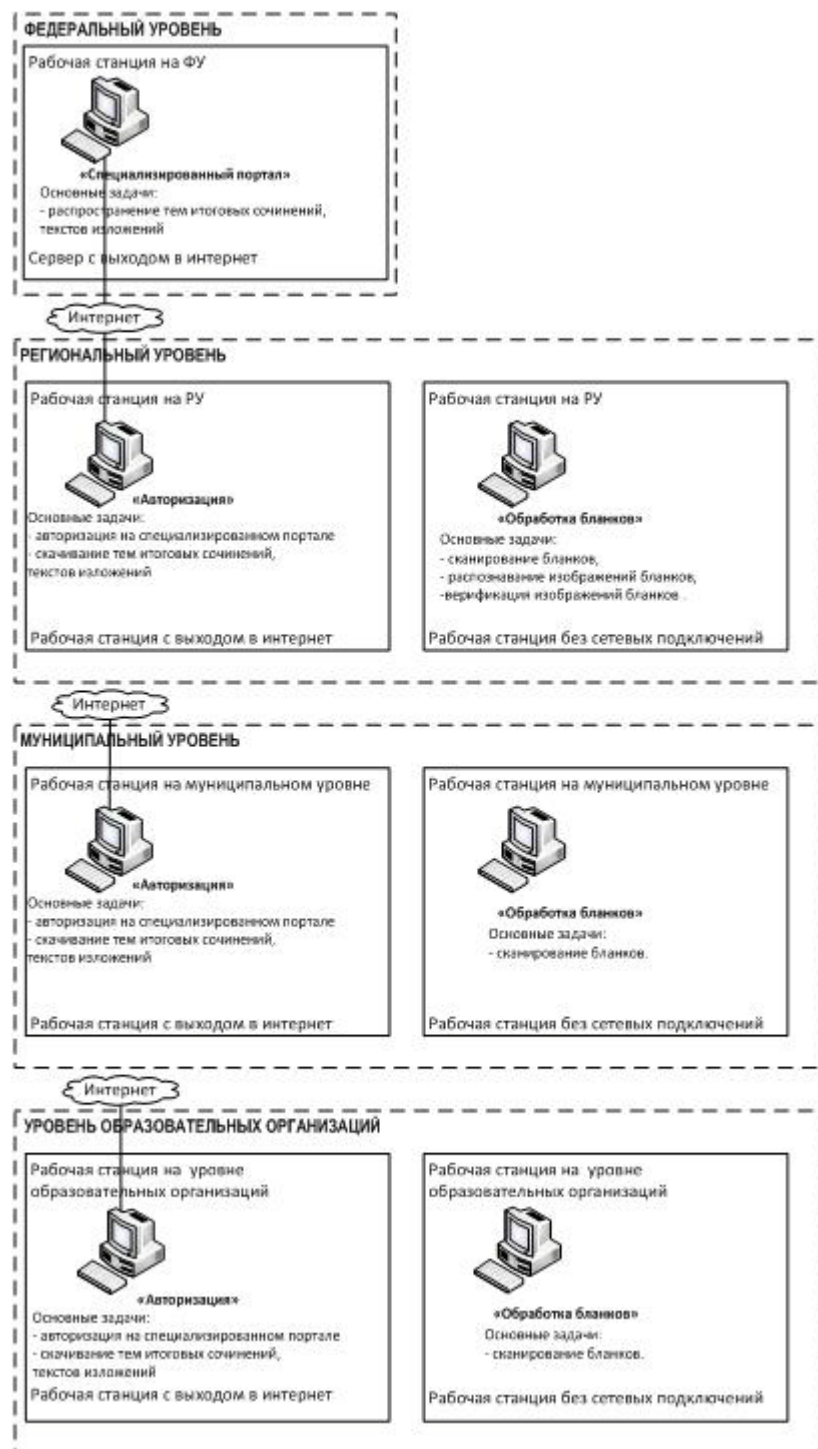 ФЕДЕРАЛЬНЫЙ УРОВЕНЬ
Рабочая станция на ФУ
«Специализированный портал»
Основные задачи:
- распространение тем итоговых сочинений,
текстов изложений
Сервер с выходом в интернет
Интернет
РЕГИОНАЛЬНЫЙ УРОВЕНЬ
Рабочая станция на РУ
«Авторизация»
Основные задачи:
- авторизация на специализированном портале
- скачивание тем итоговых сочинений,
текстов изложений
Рабочая станция с выходом в интернет
Рабочая станция на РУ
«Обработка бланков»
Основные задачи:
- сканирование бланков,
- распознавание изображений бланков,
-верификация изображений бланков .
Рабочая станция без сетевых подключений
Интернет
МУНИЦИПАЛЬНЫЙ УРОВЕНЬ
Рабочая станция на муниципальном уровне
«Авторизация»
Основные задачи:
- авторизация на специализированном портале
- скачивание тем итоговых сочинений,
текстов изложений
Рабочая станция с выходом в интернет
Рабочая станция на муниципальном уровне
«Обработка бланков»
Основные задачи:
- сканирование бланков.
Рабочая станция без сетевых подключений
Интернет
УРОВЕНЬ ОБРАЗОВАТЕЛЬНЫХ ОРГАНИЗАЦИЙ
Рабочая станция на уровне
образовательных организаций
«Авторизация»
Основные задачи:
- авторизация на специализированном портале
- скачивание тем итоговых сочинений,
текстов изложений
Рабочая станция с выходом в интернет
Рабочая станция на уровне
образовательных организаций
«Обработка бланков»
Основные задачи:
- сканирование бланков.
Рабочая станция без сетевых подключений